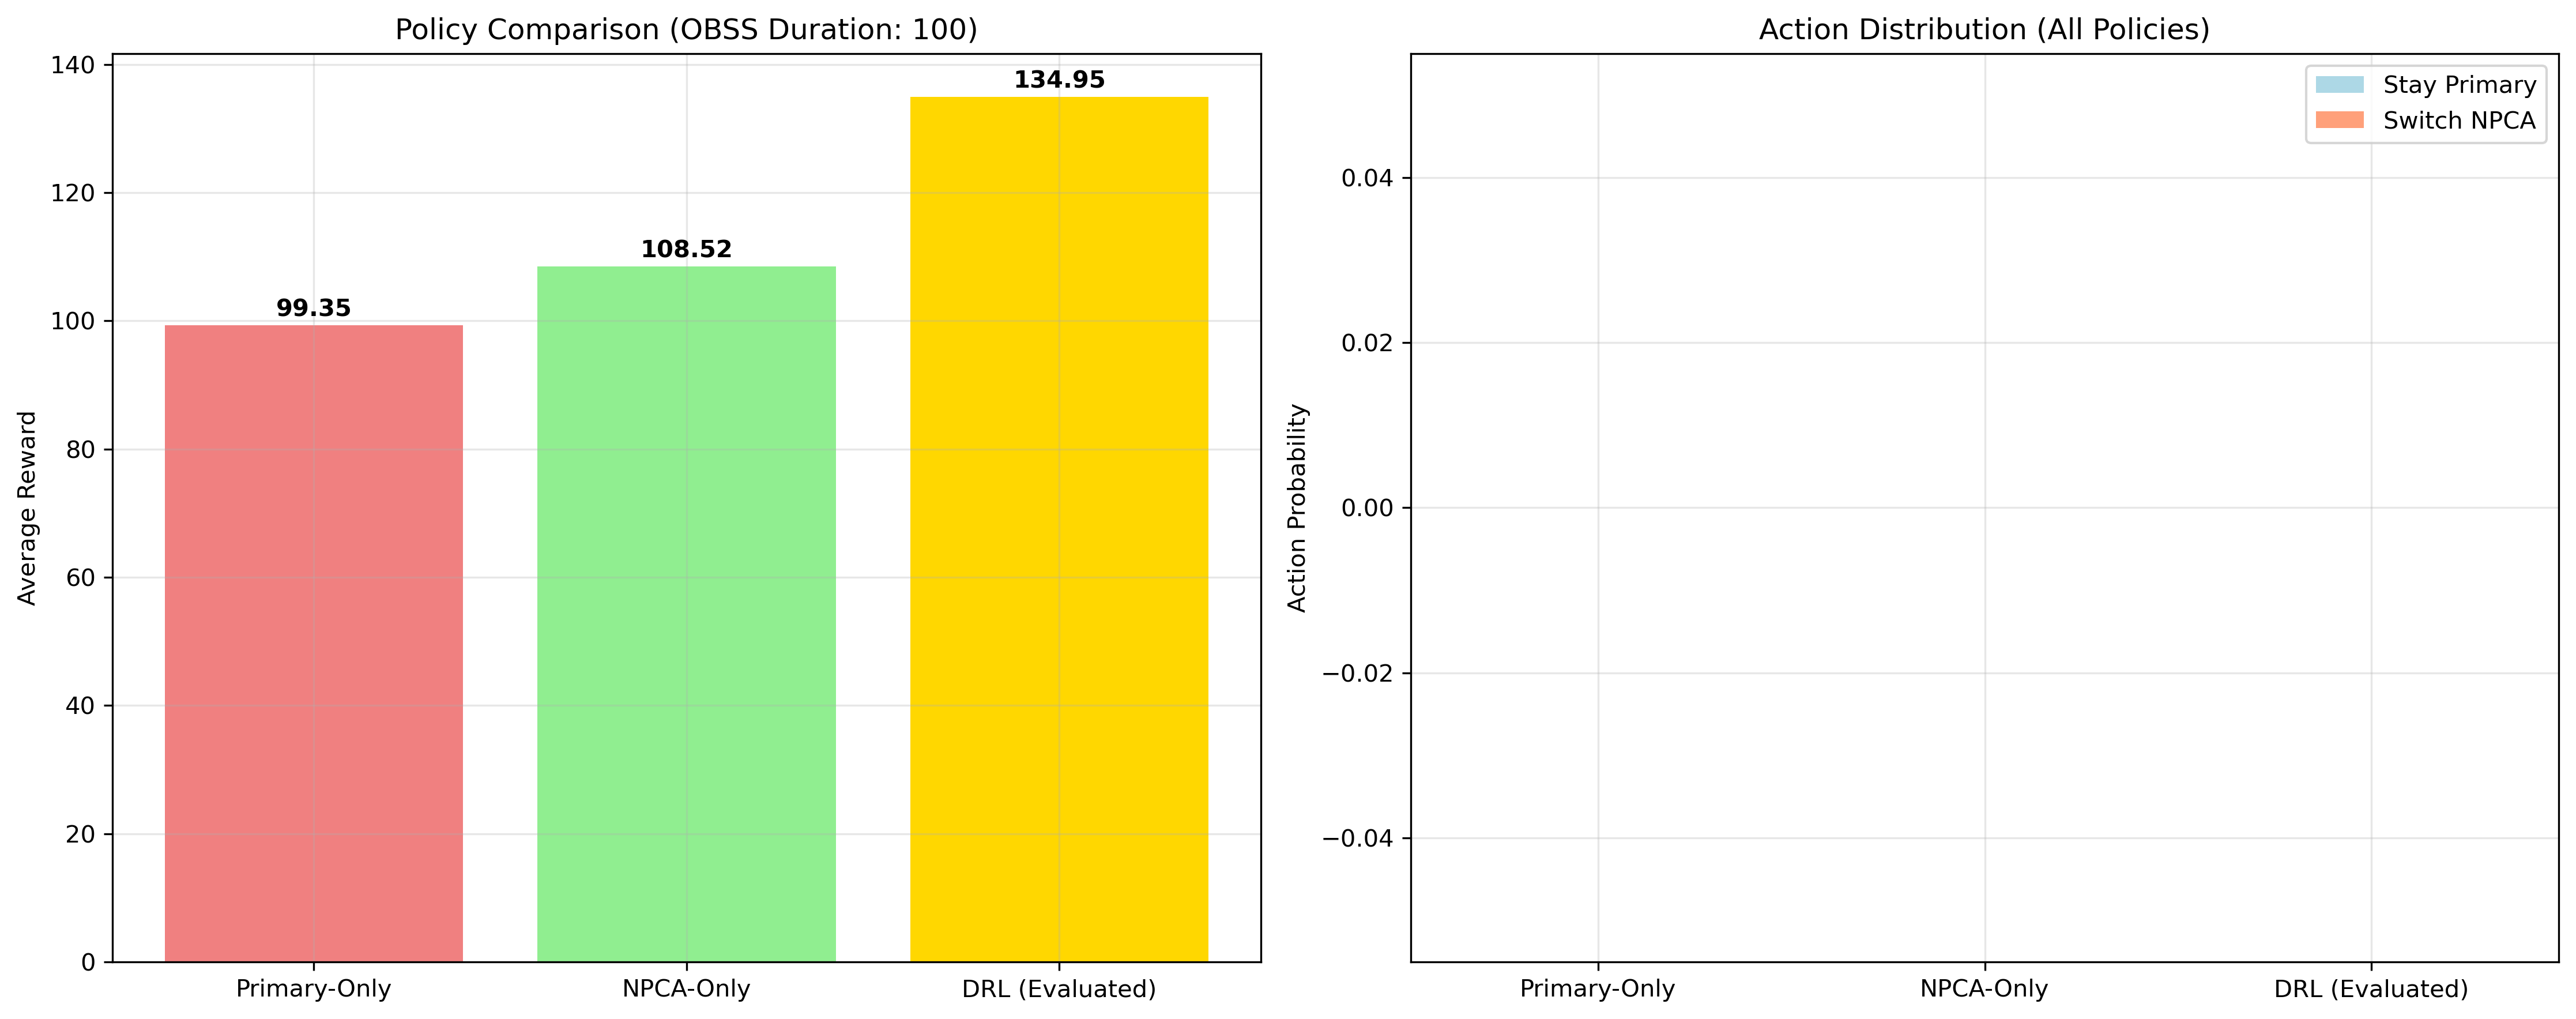 Policy Comparison (OBSS Duration: 100)
Average Reward
140
120
100
80
60
40
20
0
99.35
108.52
134.95
Primary-Only
NPCA-Only
DRL (Evaluated)
Action Distribution (All Policies)
Action Probability
0.04
0.02
0.00
−0.02
−0.04
Stay Primary
Switch NPCA
Primary-Only
NPCA-Only
DRL (Evaluated)